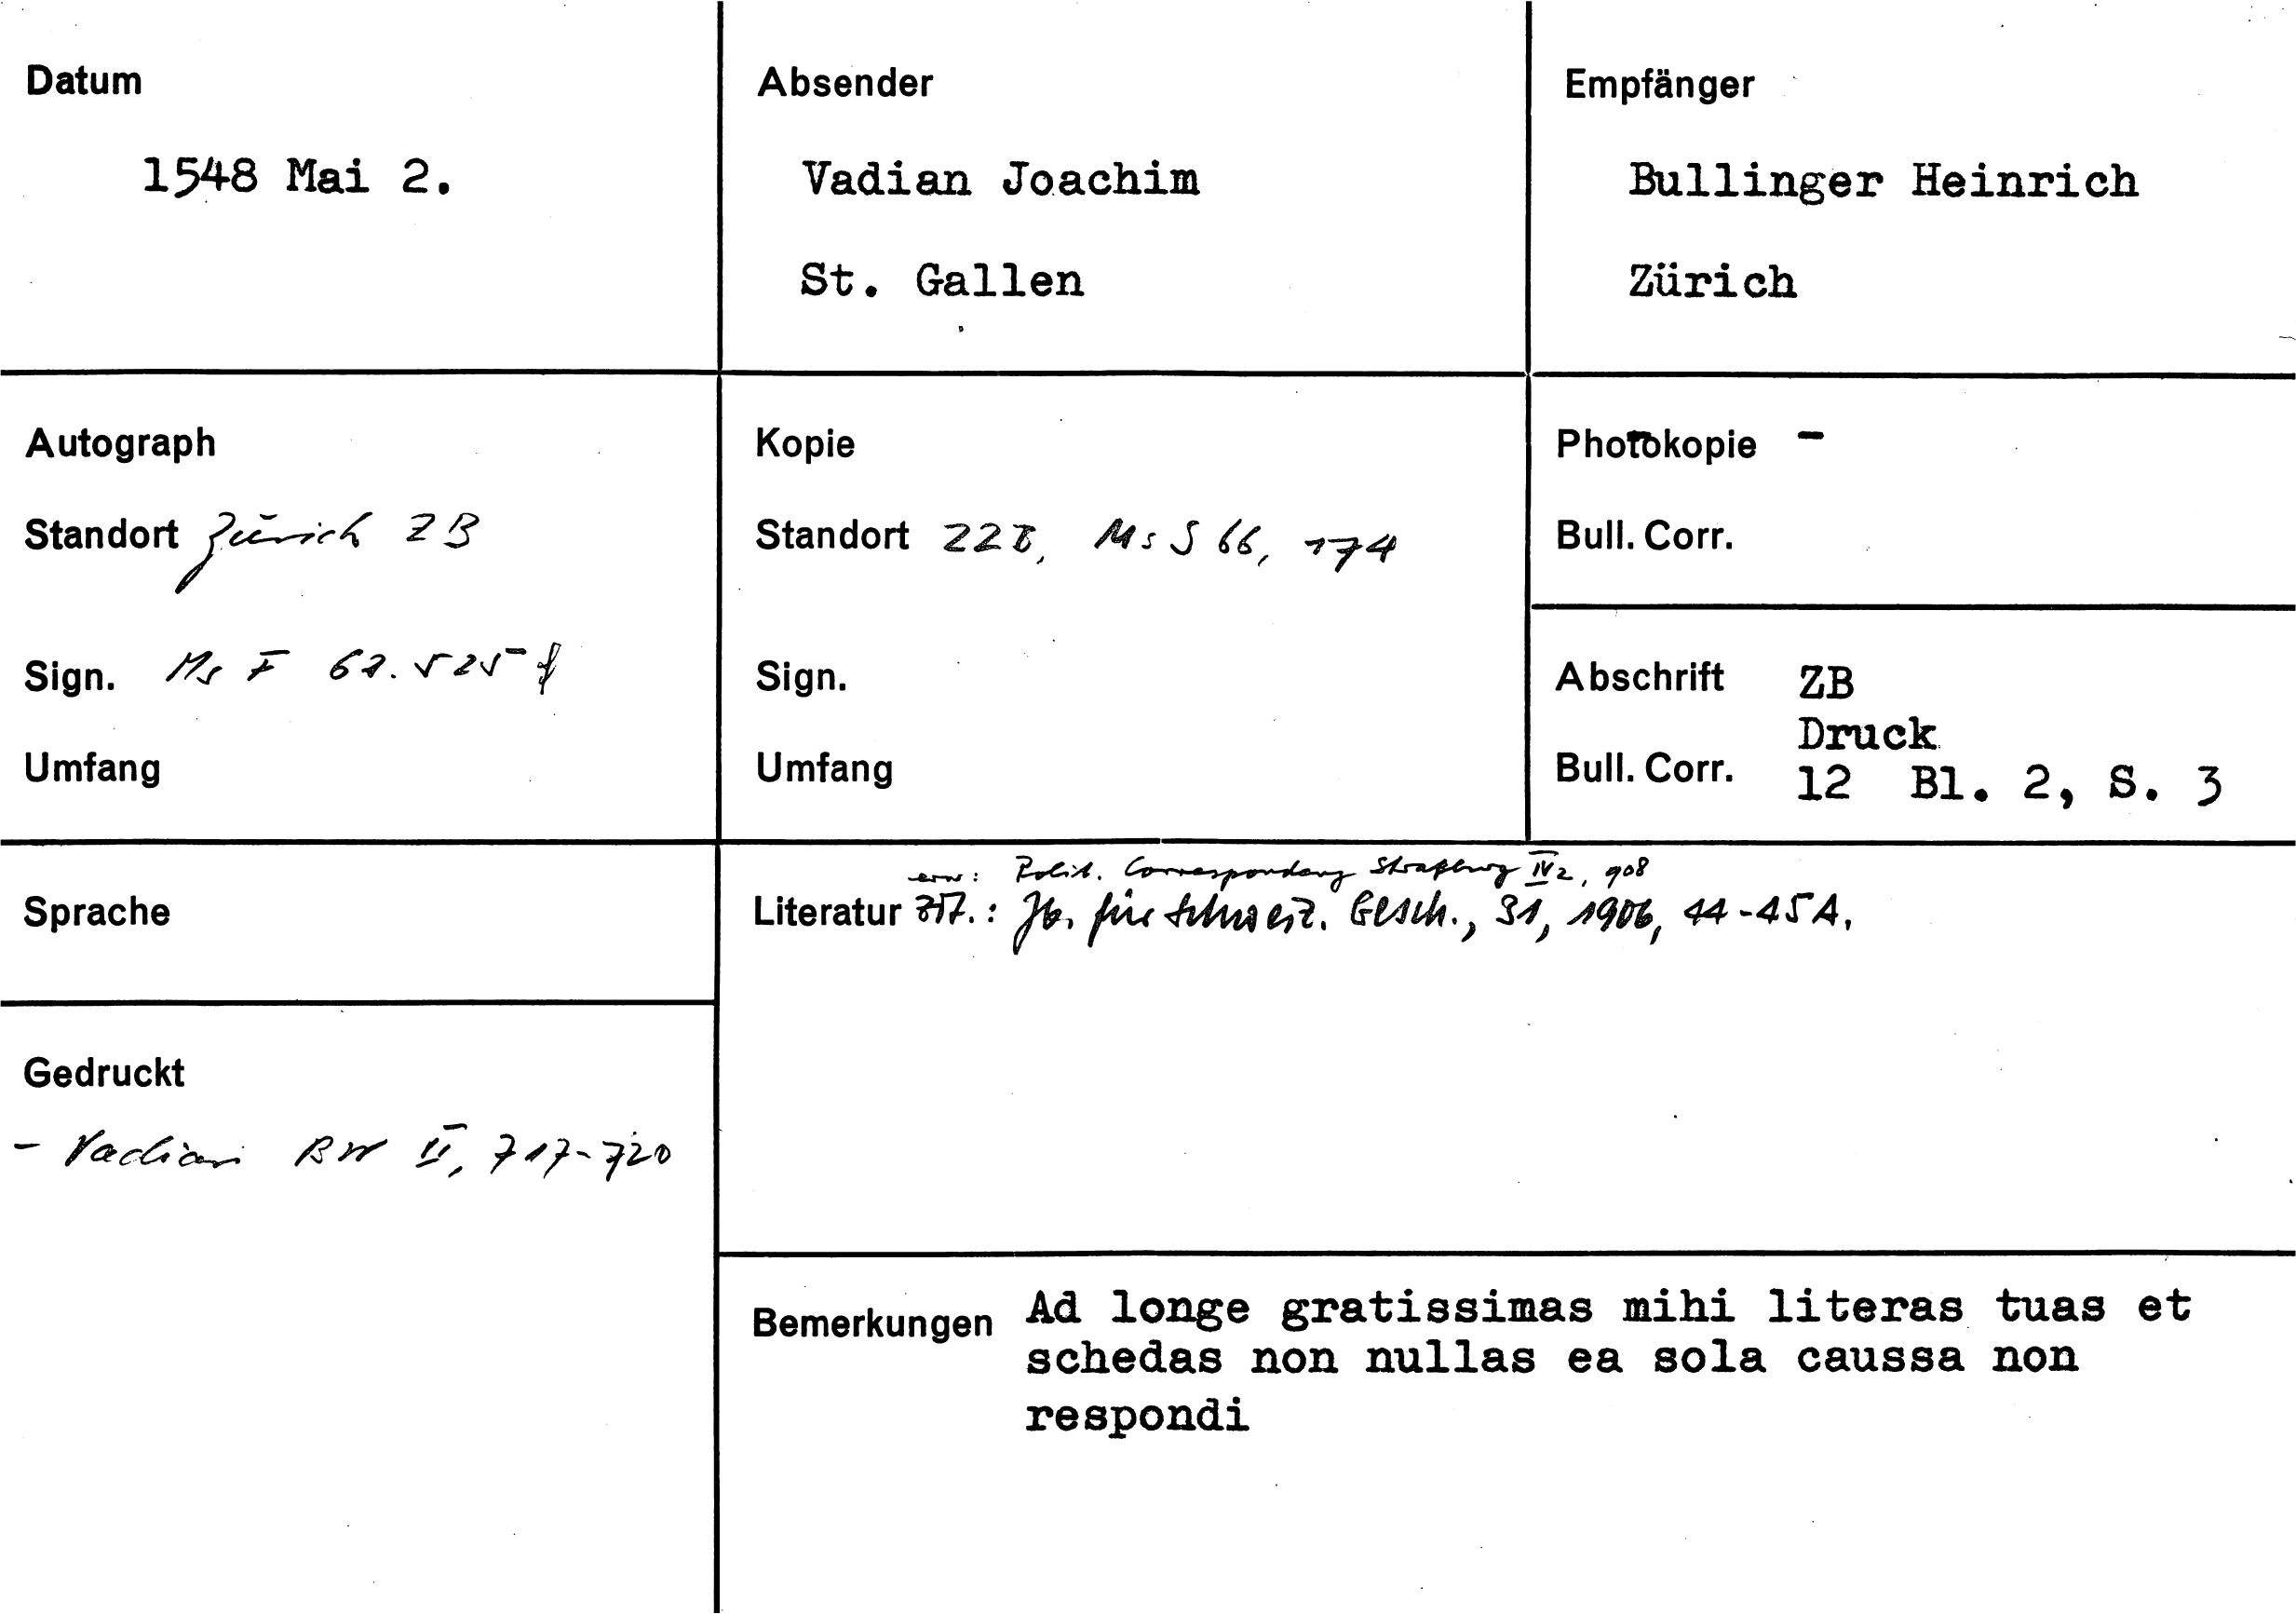 Datum
1548 Mai 2.
Absender
Vadian Joachim
St. Gallen
Empfänger
Bullinger Heinrich
Zürich
Autograph
Standort Zürich ZB
Sign. Ms F 62. 525 f
Umfang
Kopie
Standort ZZB, Ms S 66, 174
Sign.
Umfang
Photokopie -
Bull. Corr.
Abschrift ZB
Druck
Bull. Corr. 12 Bl. 2, S. 3
Sprache
Gedruckt
- Vadian BW II, 717-720
erw: Polit. Correspondenz Strassburg IV2, 908
Literatur zit.: Jb. für Schweiz. Gesch., 31, 1906, 44-45 A.
Bemerkungen Ad longe gratissimas mihi literas tuas et
schedas non nullas ea sola caussa non
respondi